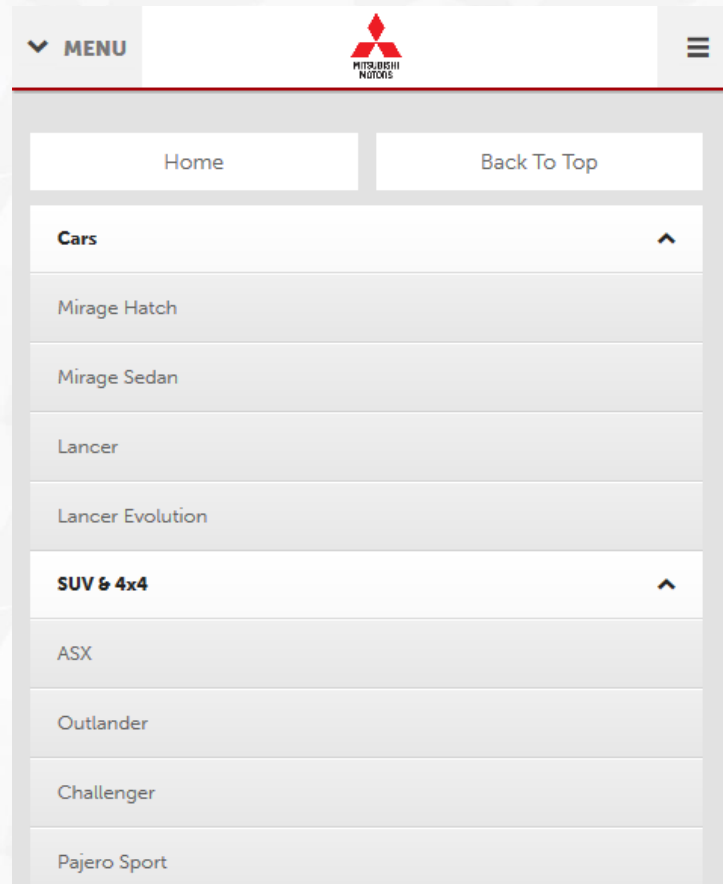 MENU
MITSUBISHI
MOTORS
Home
Back To Top
Cars
Mirage Hatch
Mirage Sedan
Lancer
Lancer Evolution
SUV & 4x4
ASX
Outlander
Challenger
Pajero Sport